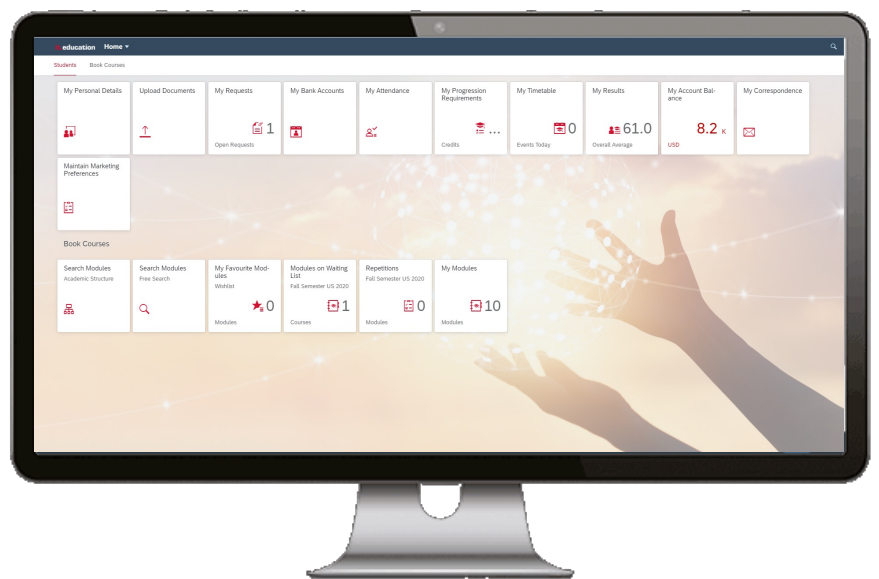 education Home
Students Book Courses
My Personal Details
Upload Documents
My Requests
1
Open Requests
My Bank Accounts
My Attendance
My Progression
Requirements
...
Credits
My Timetable
0
Events Today
My Results
61.0
Overall Average
My Account Bal-
ance
8.2 K
USD
My Correspondence
Maintain Marketing
Preferences
Book Courses
Search Modules
Academic Structure
Search Modules
Free Search
My Favourite Mod-
ules
Wishlist
0
Modules
Modules on Waiting
List
Fall Semester US 2020
1
Courses
Repetitions
Fall Semester US 2020
0
Modules
My Modules
10
Modules